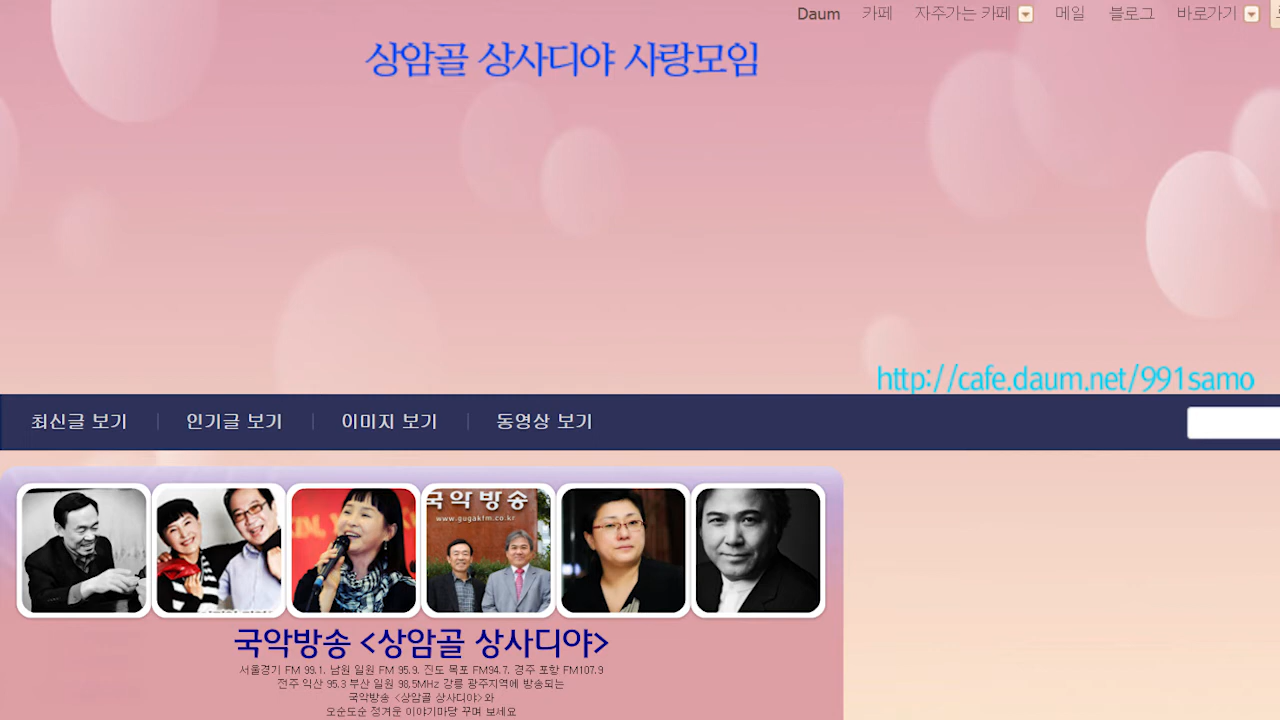 Daum 카페 자주가는 카페 메일 블로그 바로가기
상암골 상사디야 사랑모임
http://cafe.daum.net/991samo
최신글 보기 인기글 보기 이미지 보기 동영상 보기
국악방송
www.gugakfm.co.kr
국악방송 <상암골 상사디야>
서울경기 FM 99.1, 남원 일원 FM 95.9, 진도 목포 FM94.7, 경주 포항 FM107.9
전주 익산 95.3 부산 일원 98.5MHz 강릉 광주지역에 방송되는
국악방송 <상암골 상사디야>와
오순도순 정겨운 이야기마당 꾸며 보세요